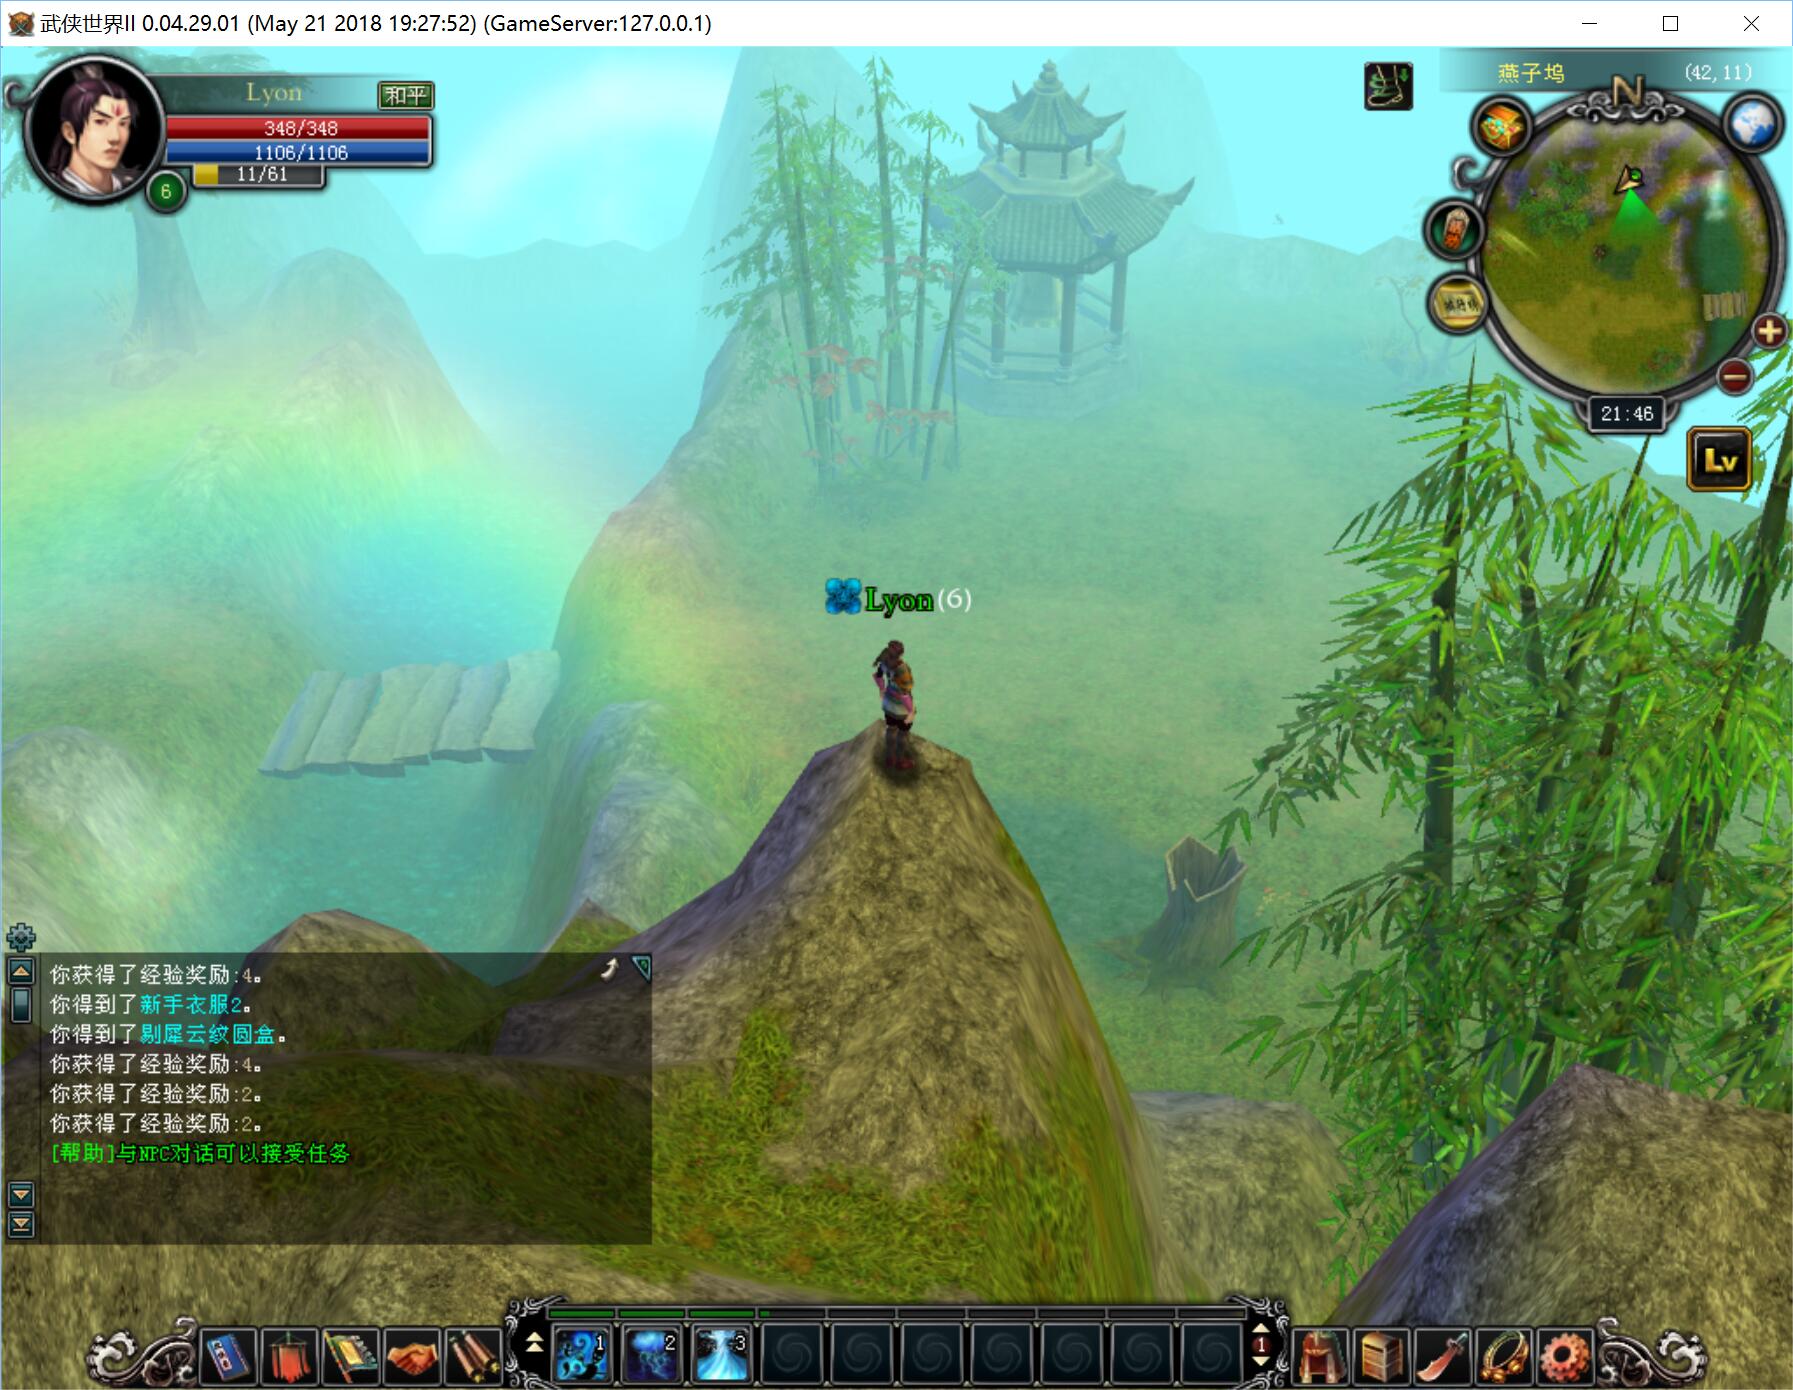 武侠世界II 0.04.29.01 (May 21 2018 19:27:52) (GameServer:127.0.0.1)
Lyon
和平
348/348
1106/1106
11/61
6
燕子坞
(42,11)
N
21:46
Lv
Lyon(6)
你获得了经验奖励:4。
你得到了新手衣服2。
你得到了剔犀云纹圆盒。
你获得了经验奖励:4。
你获得了经验奖励:2。
你获得了经验奖励:2。
[帮助]与NPC对话可以接受任务
1
2
3
1